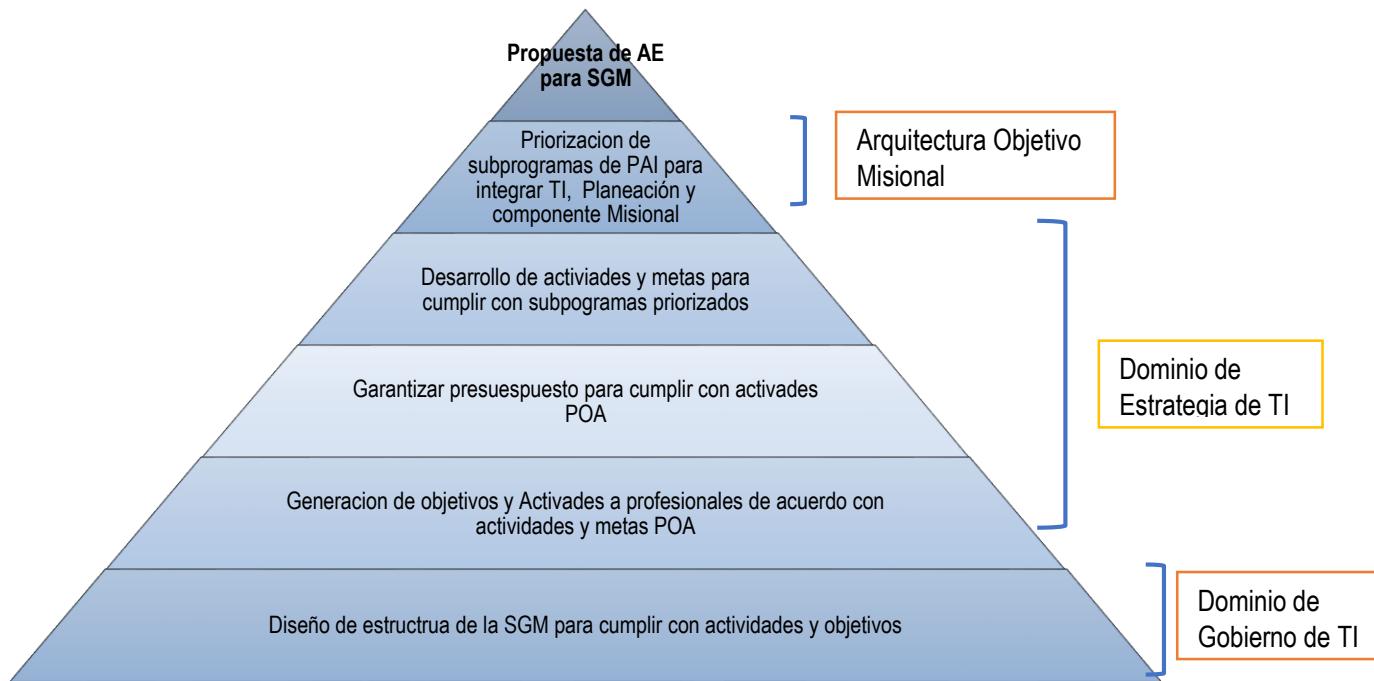 Propuesta de AE
para SGM
Priorizacion de
subprogramas de PAI para
integrar TI, Planeación y
componente Misional
Arquitectura Objetivo
Misional
Desarrollo de activiades y metas para
cumplir con subpogramas priorizados
Garantizar presuespuesto para cumplir con activades
POA
Dominio de
Estrategia de TI
Generacion de objetivos y Activades a profesionales de acuerdo con
actividades y metas POA
Diseño de estructrua de la SGM para cumplir con actividades y objetivos
Dominio de
Gobierno de TI